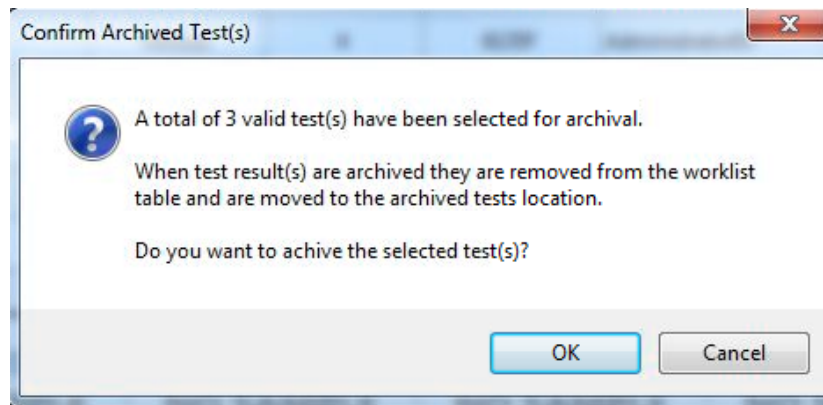 Confirm Archived Test(s)
A total of 3 valid test(s) have been selected for archival.
When test result(s) are archived they are removed from the worklist
table and are moved to the archived tests location.
Do you want to achive the selected test(s)?
OK
Cancel